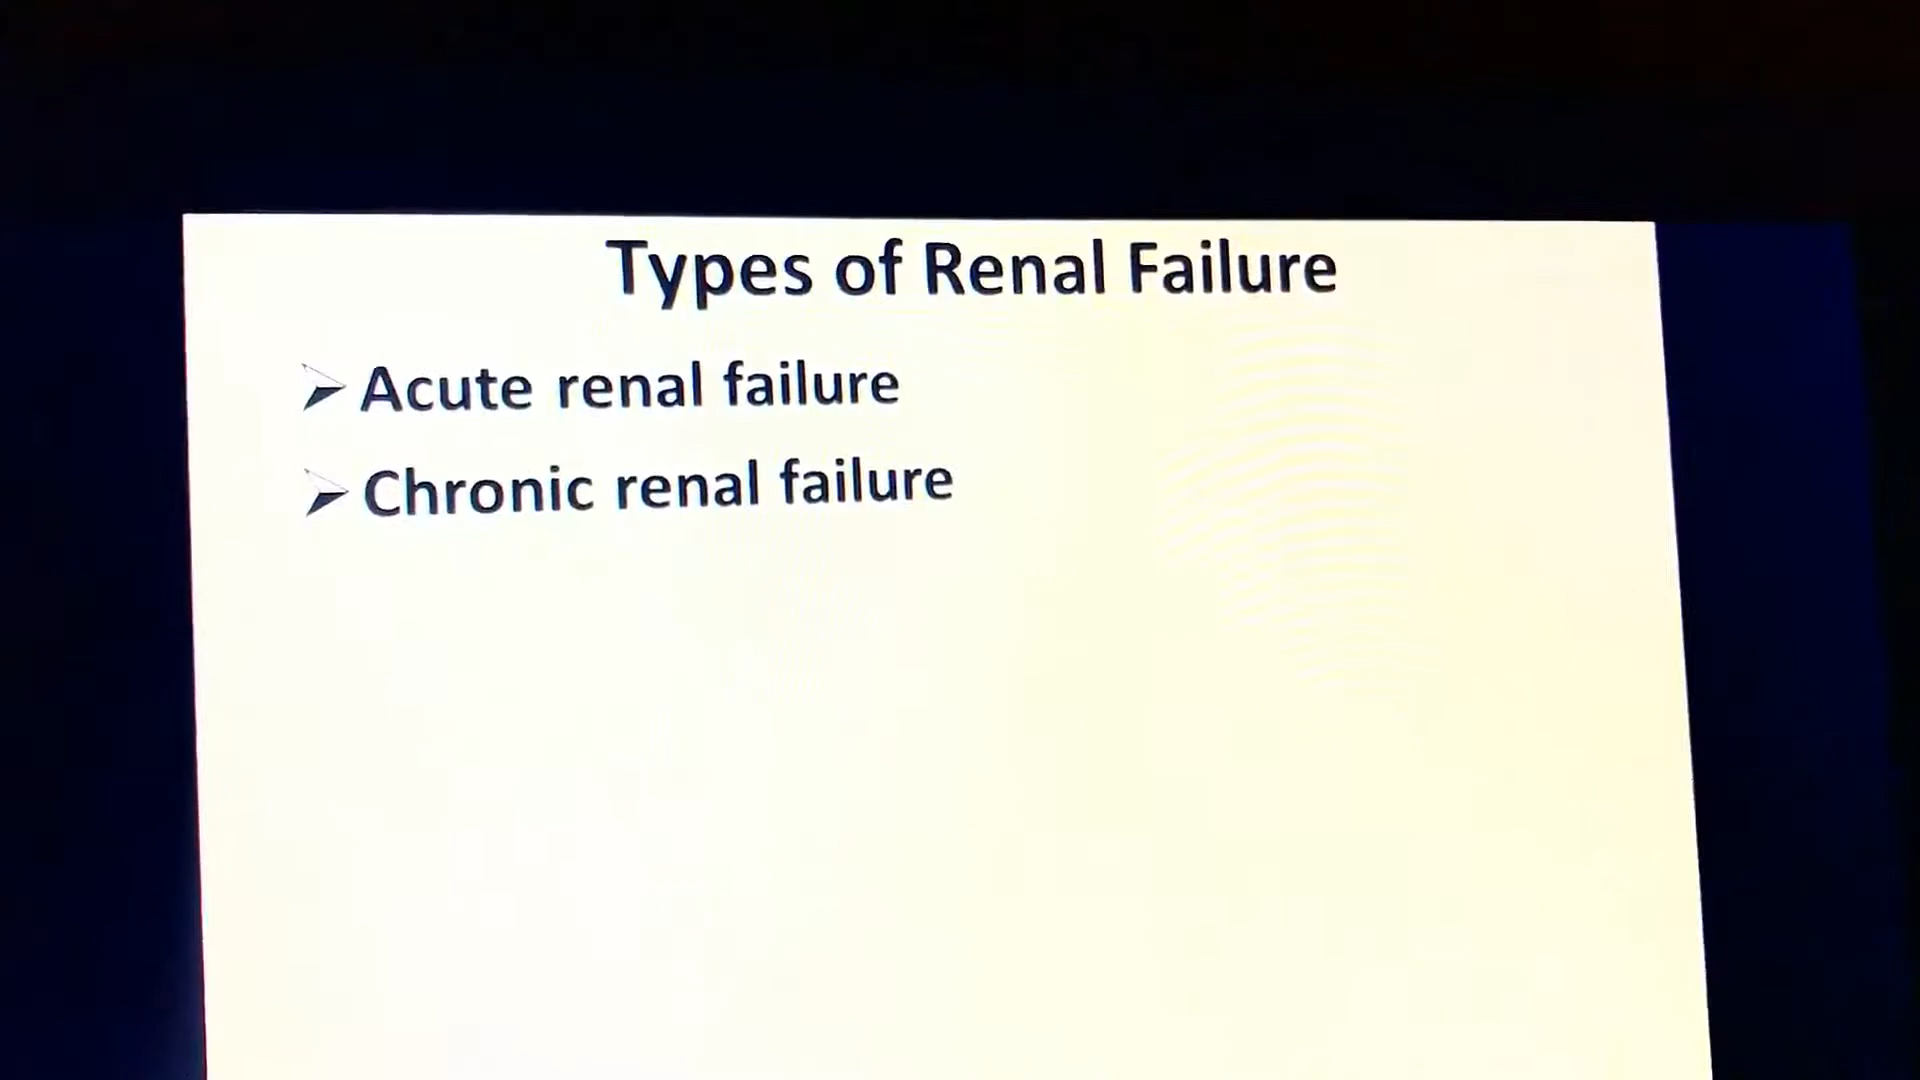 Types of Renal Failure
➢ Acute renal failure
➢ Chronic renal failure